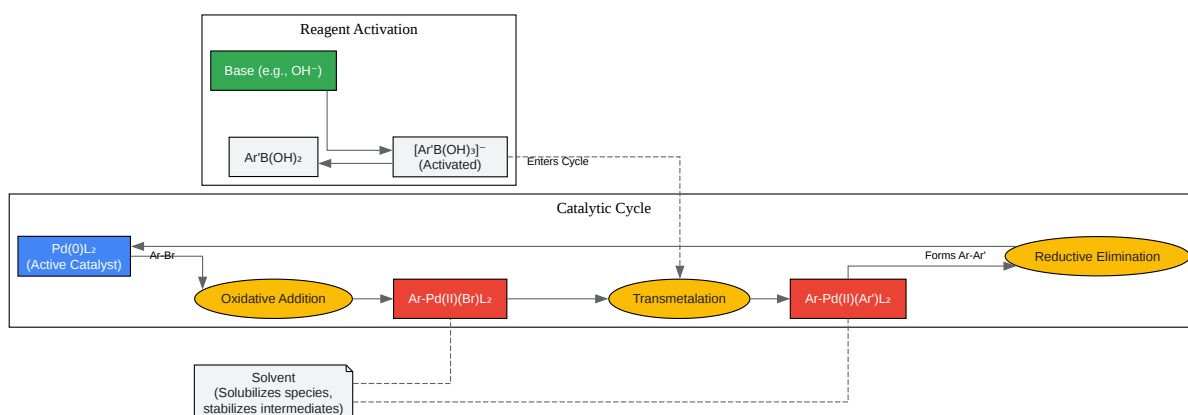 Reagent Activation
Base (e.g., OH⁻)
Ar'B(OH)₂
[Ar'B(OH)₃]⁻
(Activated)
Enters Cycle
Catalytic Cycle
Pd(0)L₂
(Active Catalyst)
Ar-Br
Forms Ar-Ar'
Reductive Elimination
Oxidative Addition
Ar-Pd(II)(Br)L₂
Transmetalation
Ar-Pd(II)(Ar')L₂
Solvent
(Solubilizes species,
stabilizes intermediates)